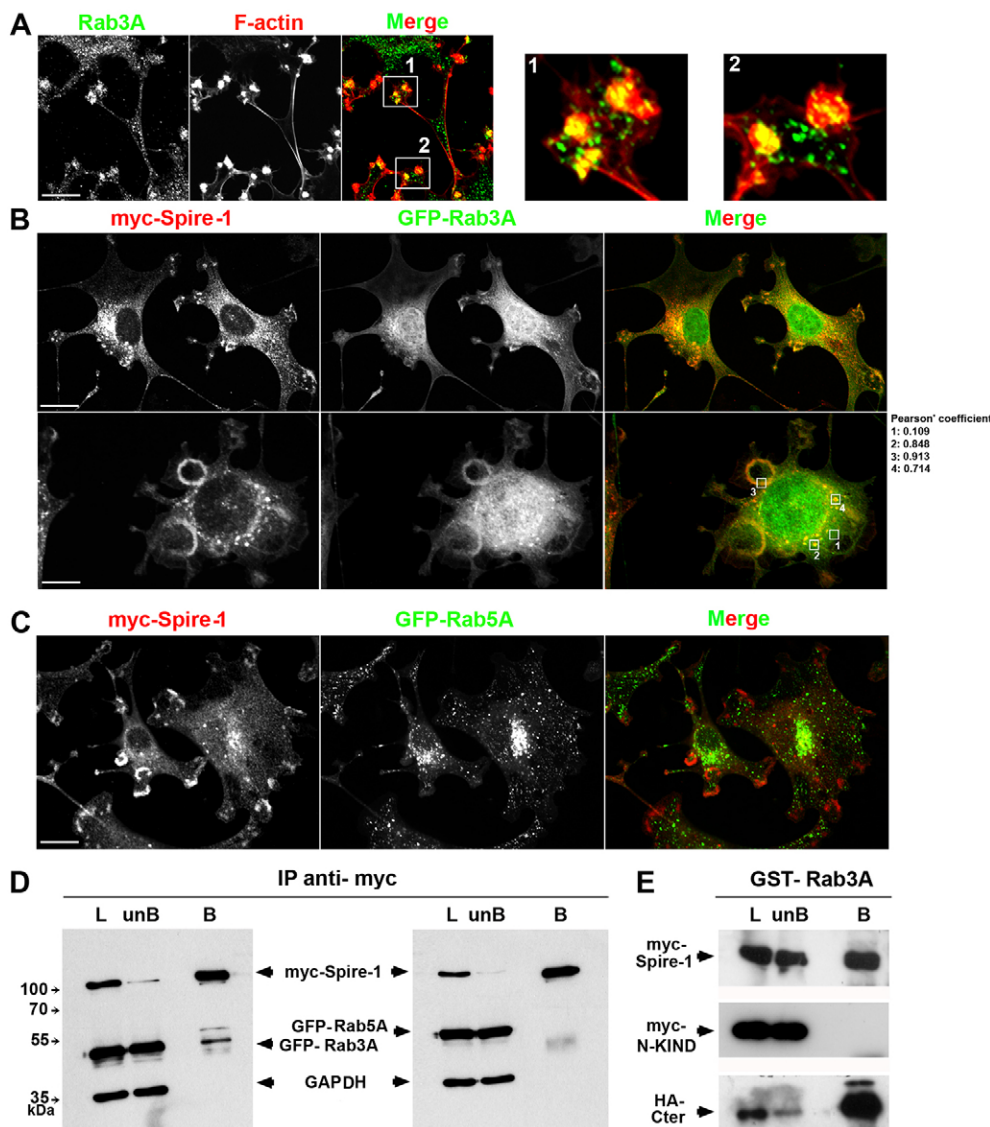 A
Rab3A F-actin Merge
1
2
1
2
B
myc-Spire-1 GFP-Rab3A Merge
Pearson' coefficient
1: 0.109
2: 0.848
3: 0.913
4: 0.714
3
4
1
2
C
myc-Spire-1 GFP-Rab5A Merge
D
IP anti- myc
L unB B L unB B
myc-Spire-1
100
70
GFP-Rab5A
55
GFP- Rab3A
GAPDH
35
kDa
E
GST- Rab3A
L unB B
myc-
Spire-1
myc-
N-KIND
HA-
Cter